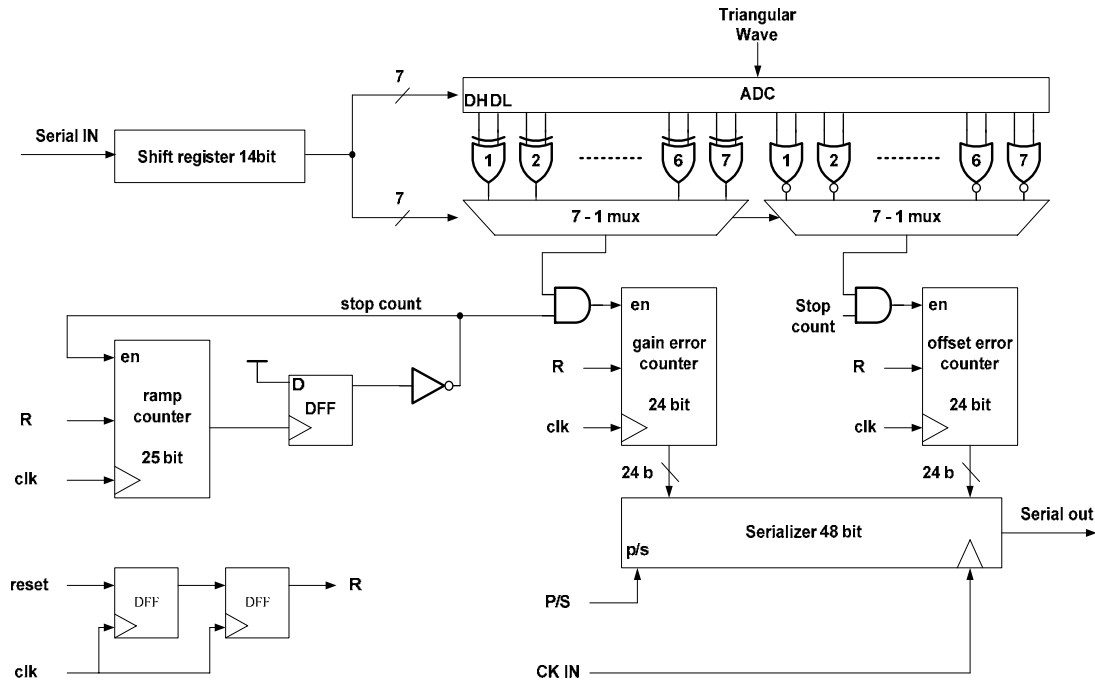 Triangular
Wave
7
DH DL
ADC
Serial IN
Shift register 14bit
1 2 6 7 1 2 6 7
7
7 - 1 mux
7 - 1 mux
stop count
en
Stop
count
en
en
gain error
counter
offset error
counter
D
ramp
counter
DFF
R
R
R
24 bit
24 bit
25 bit
clk
clk
clk
24 b
24 b
Serial out
Serializer 48 bit
p/s
reset
DFF
DFF
R
P/S
clk
CK IN